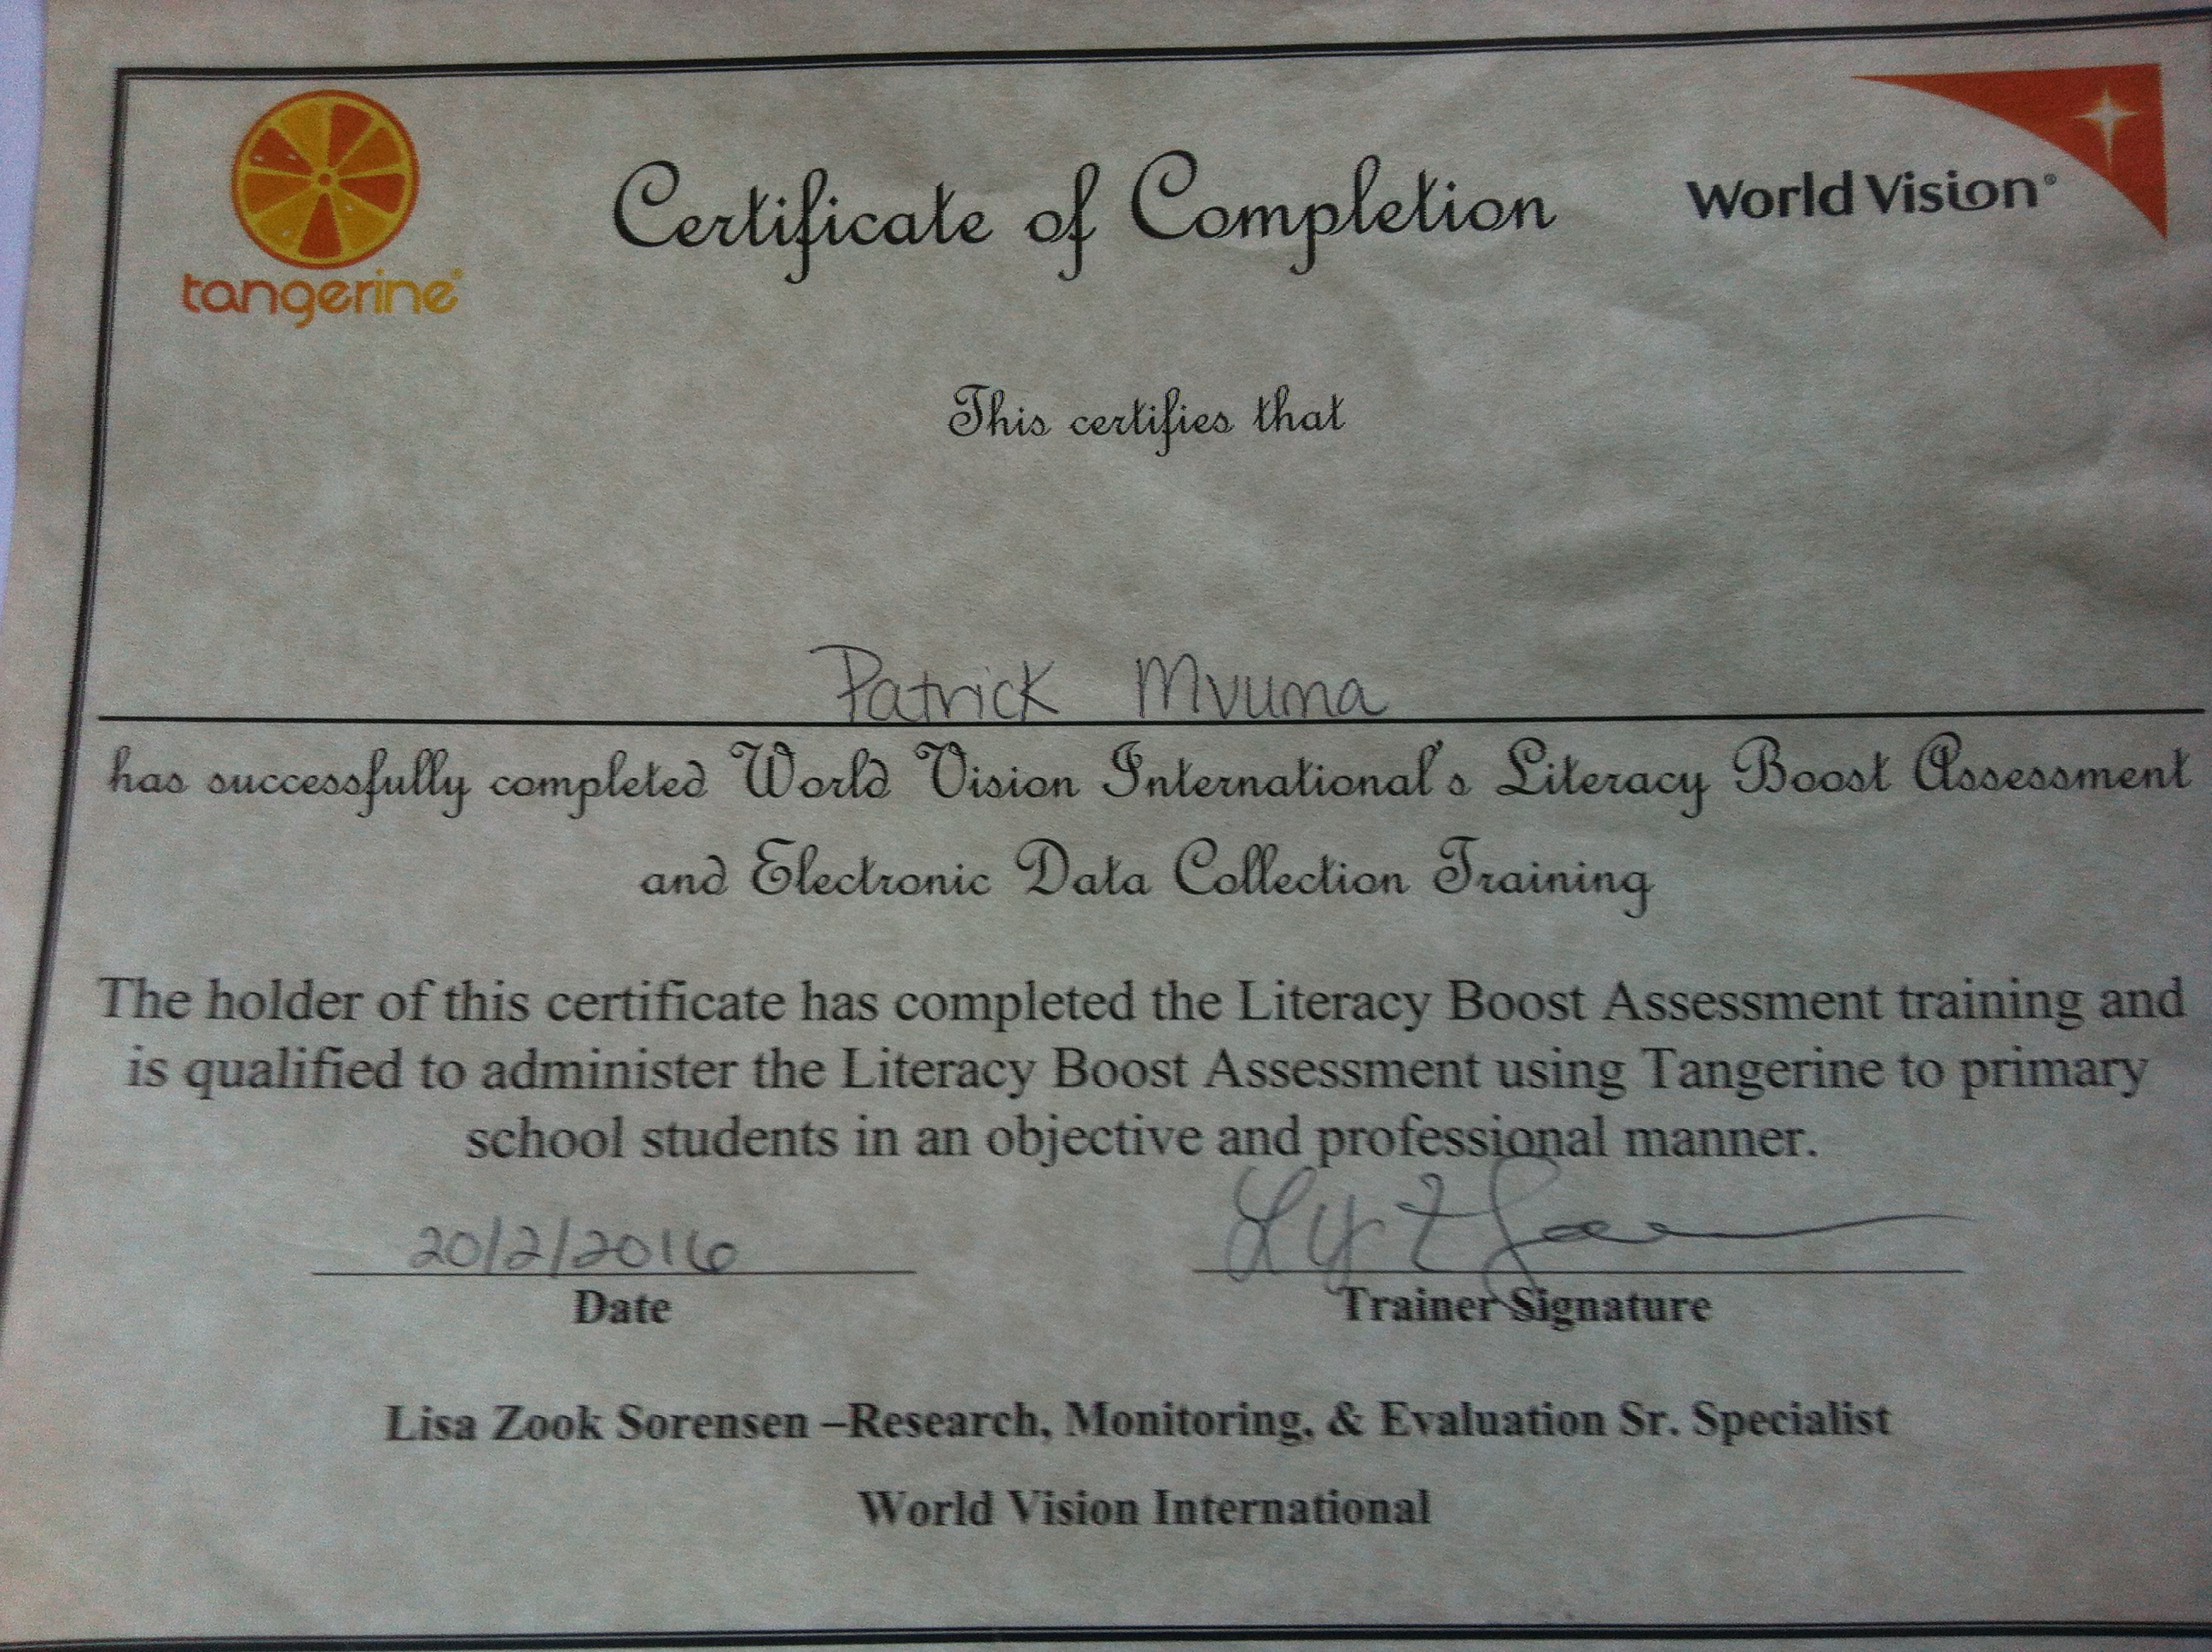 tangerine®
Certificate of Completion
World Vision®
This certifies that
Patrick Mvuma
has successfully completed World Vision International's Literacy Boost Assessment
and Electronic Data Collection Training
The holder of this certificate has completed the Literacy Boost Assessment training and
is qualified to administer the Literacy Boost Assessment using Tangerine to primary
school students in an objective and professional manner.
20/2/2016
Date
Trainer Signature
Lisa Zook Sorensen –Research, Monitoring, & Evaluation Sr. Specialist
World Vision International